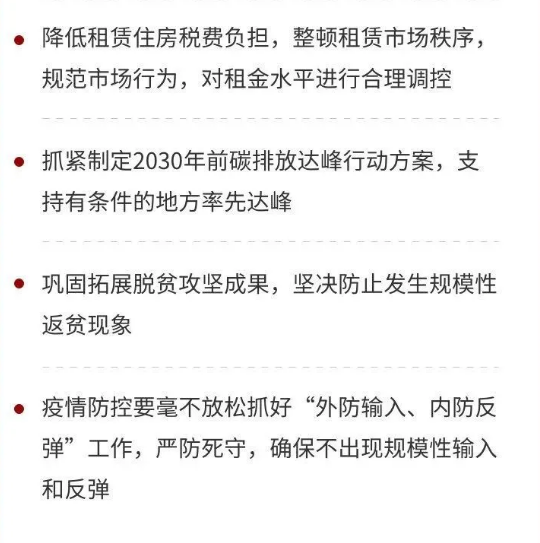 降低租赁住房税费负担，整顿租赁市场秩序，
规范市场行为，对租金水平进行合理调控
抓紧制定2030年前碳排放达峰行动方案，支
持有条件的地方率先达峰
巩固拓展脱贫攻坚成果，坚决防止发生规模性
返贫现象
疫情防控要毫不放松抓好“外防输入、内防反
弹”工作，严防死守，确保不出现规模性输入
和反弹